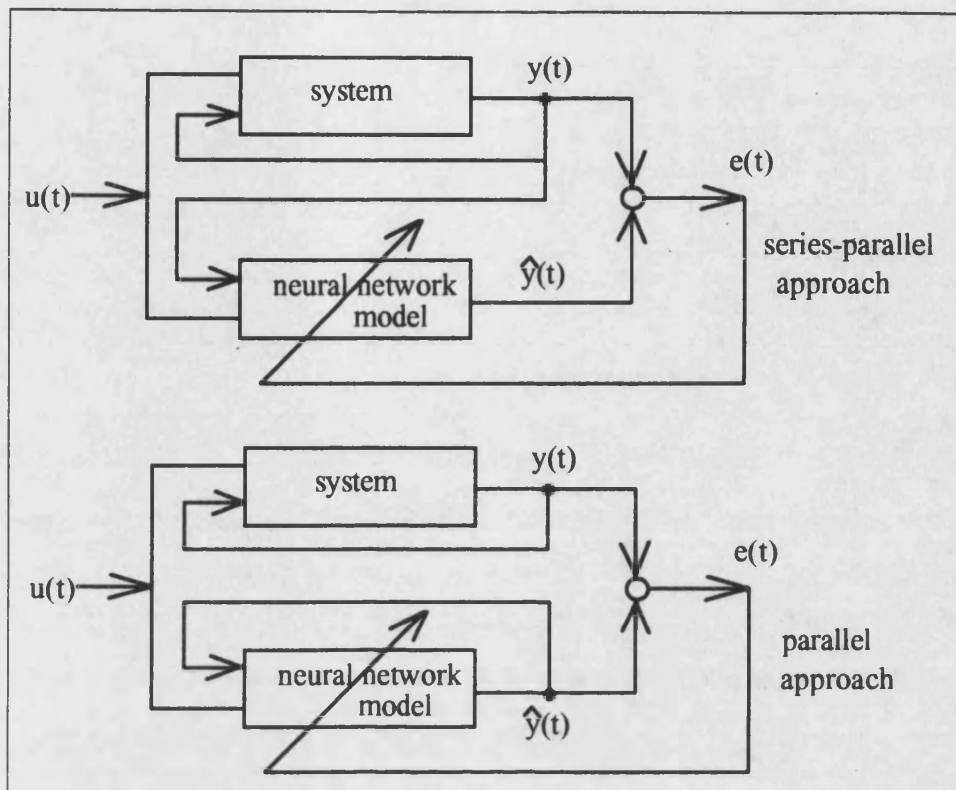 y(t)
system
e(t)
u(t)
series-parallel
approach
neural network
model
ŷ(t)
y(t)
system
e(t)
u(t)
parallel
approach
neural network
model
ŷ(t)